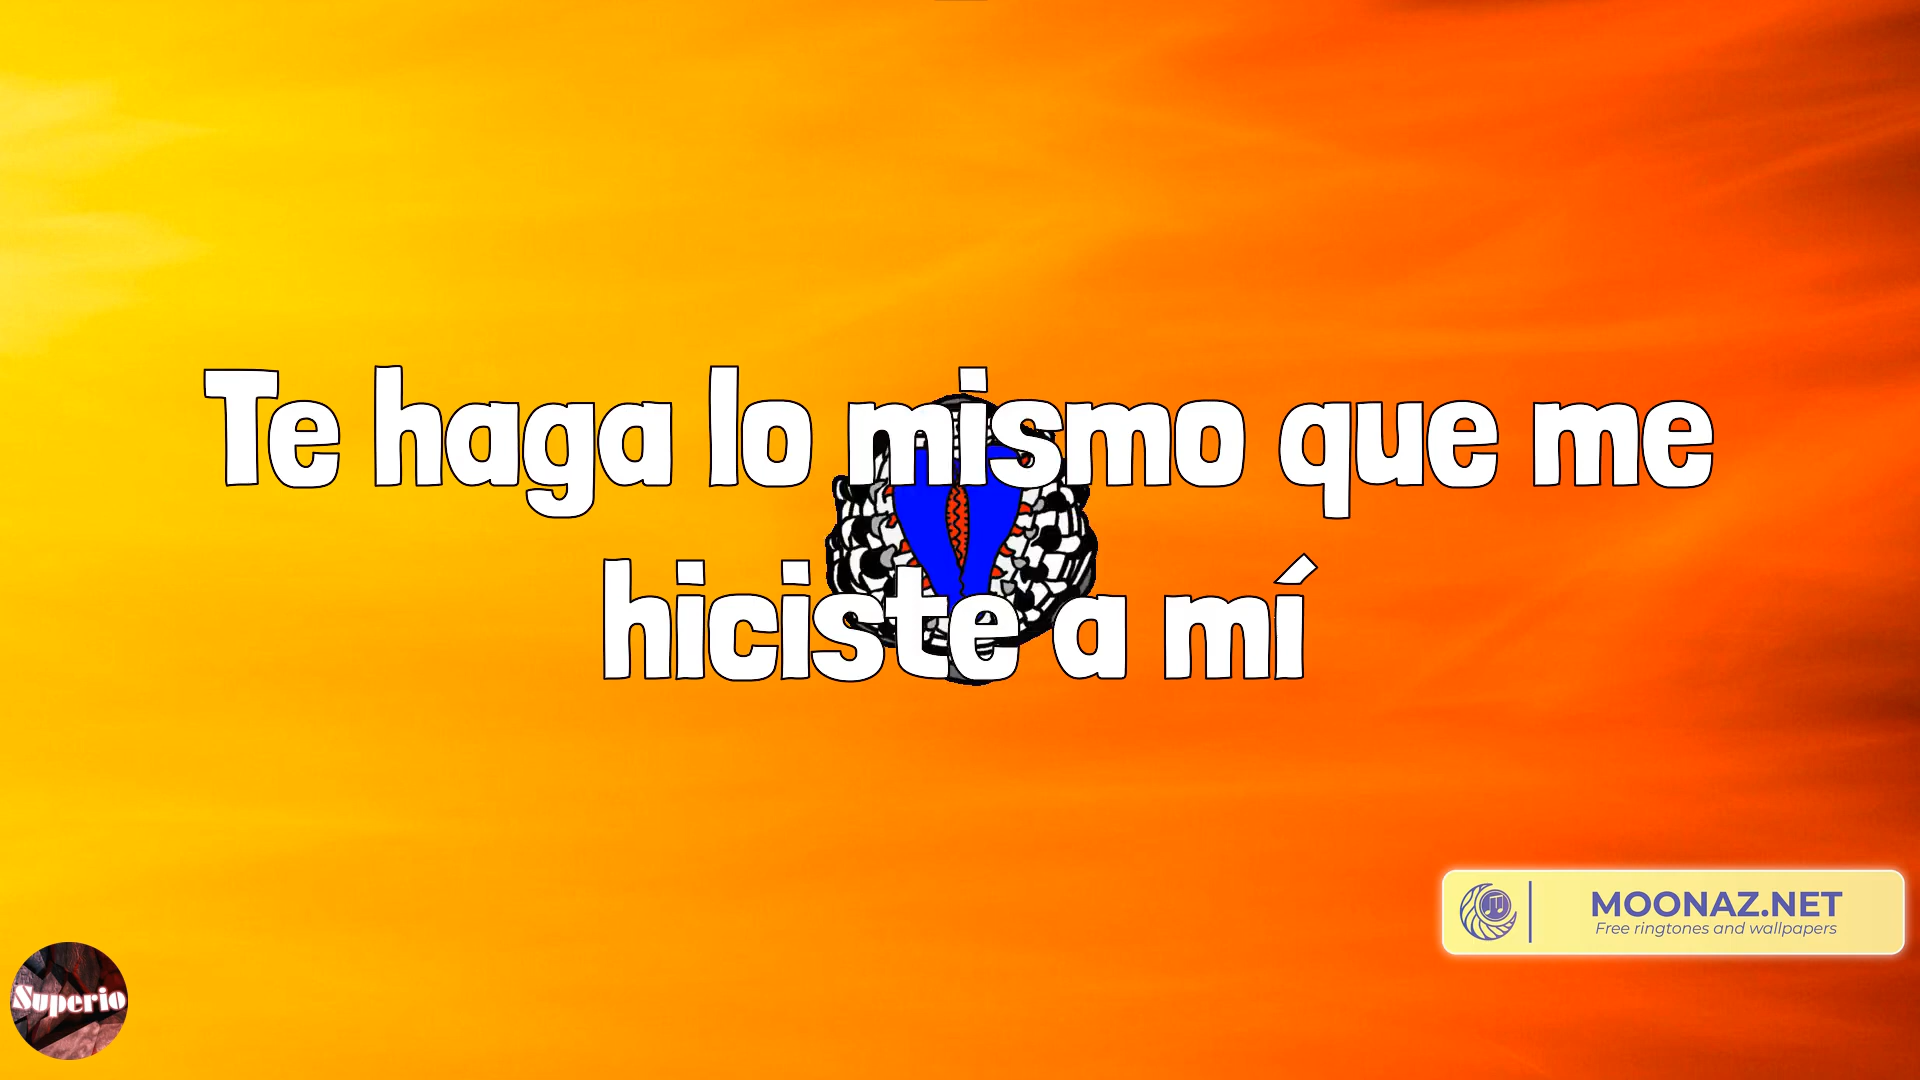 Te haga lo mismo que me
hiciste a mí
MOONAZ.NET
Free ringtones and wallpapers
Superio